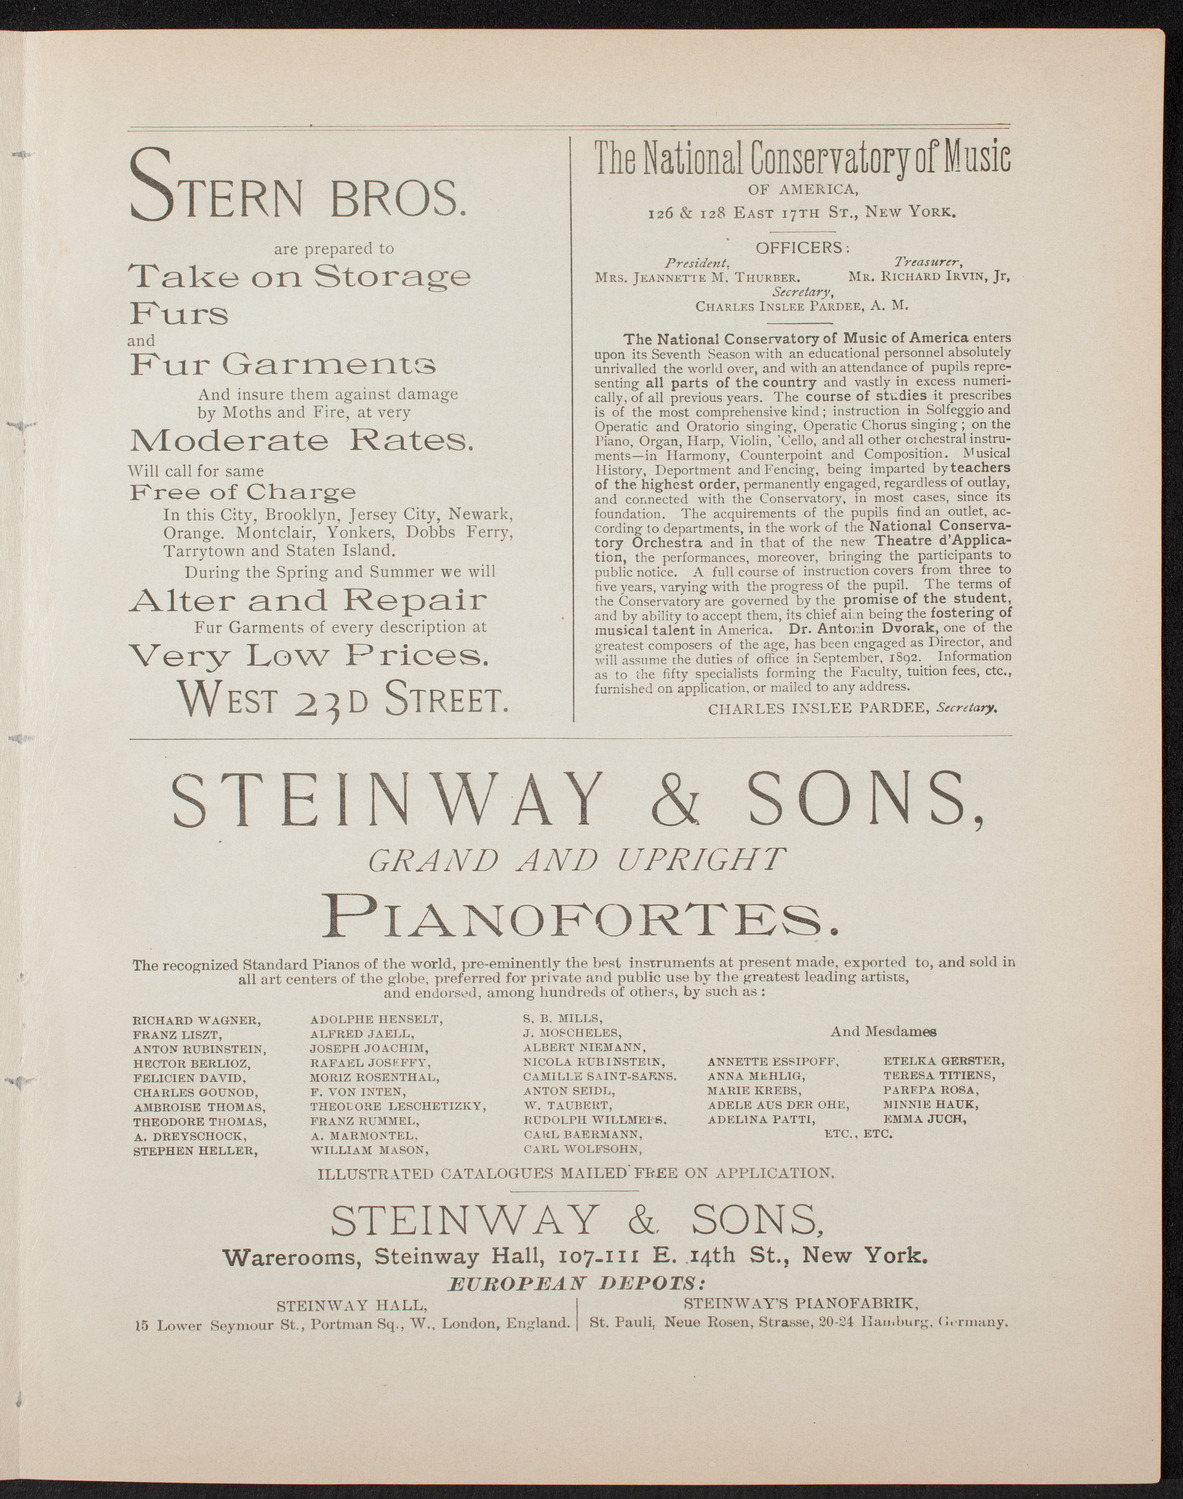 STERN BROS.
are prepared to
Take on Storage
Furs
and
Fur Garments
And insure them against damage
by Moths and Fire, at very
Moderate Rates.
Will call for same
Free of Charge
In this City, Brooklyn, Jersey City, Newark,
Orange. Montclair, Yonkers, Dobbs Ferry,
Tarrytown and Staten Island.
During the Spring and Summer we will
Alter and Repair
Fur Garments of every description at
Very Low Prices.
WEST 23D STREET.
The National Conservatory of Music
OF AMERICA,
126 & 128 EAST 17TH ST., NEW YORK.
OFFICERS:
President, Treasurer,
MRS. JEANNETTE M. THURBER. MR. RICHARD IRVIN, Jr,
Secretary,
CHARLES INSLEE PARDEE, A. M.
The National Conservatory of Music of America enters
upon its Seventh Season with an educational personnel absolutely
unrivalled the world over, and with an attendance of pupils repre-
senting all parts of the country and vastly in excess numeri-
cally, of all previous years. The course of studies it prescribes
is of the most comprehensive kind; instruction in Solfeggio and
Operatic and Oratorio singing, Operatic Chorus singing; on the
Piano, Organ, Harp, Violin, 'Cello, and all other orchestral instru-
ments—in Harmony, Counterpoint and Composition. Musical
History, Deportment and Fencing, being imparted by teachers
of the highest order, permanently engaged, regardless of outlay,
and connected with the Conservatory, in most cases, since its
foundation. The acquirements of the pupils find an outlet, ac-
cording to departments, in the work of the National Conserva-
tory Orchestra and in that of the new Theatre d'Applica-
tion, the performances, moreover, bringing the participants to
public notice. A full course of instruction covers from three to
five years, varying with the progress of the pupil. The terms of
the Conservatory are governed by the promise of the student,
and by ability to accept them, its chief aim being the fostering of
musical talent in America. Dr. Antonin Dvorak, one of the
greatest composers of the age, has been engaged as Director, and
will assume the duties of office in September, 1892. Information
as to the fifty specialists forming the Faculty, tuition fees, etc.,
furnished on application, or mailed to any address.
CHARLES INSLEE PARDEE, Secretary.
STEINWAY & SONS,
GRAND AND UPRIGHT
PIANOFORTES.
The recognized Standard Pianos of the world, pre-eminently the best instruments at present made, exported to, and sold in
all art centers of the globe, preferred for private and public use by the greatest leading artists,
and endorsed, among hundreds of others, by such as:
RICHARD WAGNER,
FRANZ LISZT,
ANTON RUBINSTEIN,
HECTOR BERLIOZ,
FELICIEN DAVID,
CHARLES GOUNOD,
AMBROISE THOMAS,
THEODORE THOMAS,
A. DREYSCHOCK,
STEPHEN HELLER,
ADOLPHE HENSELT,
ALFRED JAELL,
JOSEPH JOACHIM,
RAFAEL JOSEFFY,
MORIZ ROSENTHAL,
F. VON INTEN,
THEODORE LESCHETIZKY,
FRANZ RUMMEL,
A. MARMONTEL,
WILLIAM MASON,
S. B. MILLS,
J. MOSCHELES,
ALBERT NIEMANN,
NICOLA RUBINSTEIN,
CAMILLE SAINT-SAENS.
ANTON SEIDL,
W. TAUBERT,
RUDOLPH WILLMERS,
CARL BAERMANN,
CARL WOLFSOHN,
And Mesdames
ANNETTE ESSIPOFF,
ANNA MEHLIG,
MARIE KREBS,
ADELE AUS DER OHE,
ADELINA PATTI,
ETELKA GERSTER,
TERESA TITIENS,
PAREPA ROSA,
MINNIE HAUK,
EMMA JUCH,
ETC., ETC.
ILLUSTRATED CATALOGUES MAILED FREE ON APPLICATION.
STEINWAY & SONS,
Warerooms, Steinway Hall, 107-111 E. 14th St., New York.
EUROPEAN DEPOTS:
STEINWAY HALL,
15 Lower Seymour St., Portman Sq., W., London, England.
STEINWAY'S PIANOFABRIK,
St. Pauli, Neue Rosen, Strasse, 20-24 Hamburg, Germany.